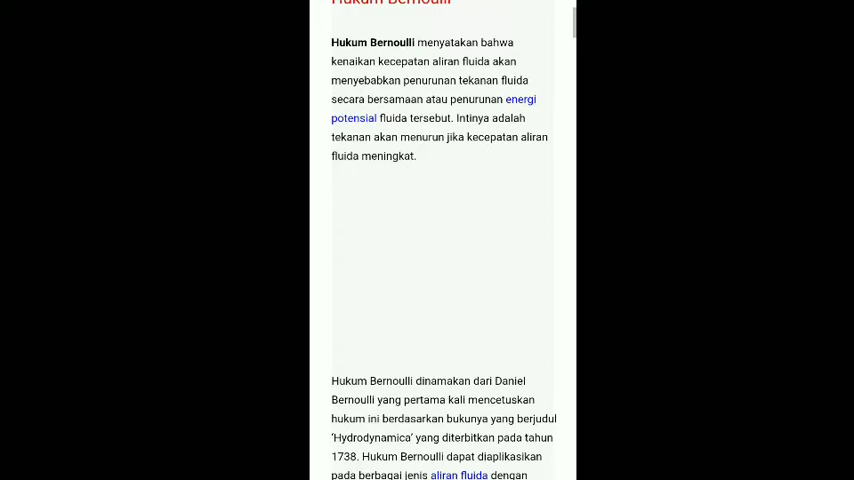 Hukum Bernoulli
Hukum Bernoulli menyatakan bahwa
kenaikan kecepatan aliran fluida akan
menyebabkan penurunan tekanan fluida
secara bersamaan atau penurunan energi
potensial fluida tersebut. Intinya adalah
tekanan akan menurun jika kecepatan aliran
fluida meningkat.
Hukum Bernoulli dinamakan dari Daniel
Bernoulli yang pertama kali mencetuskan
hukum ini berdasarkan bukunya yang berjudul
‘Hydrodynamica’ yang diterbitkan pada tahun
1738. Hukum Bernoulli dapat diaplikasikan
pada berbagai jenis aliran fluida dengan